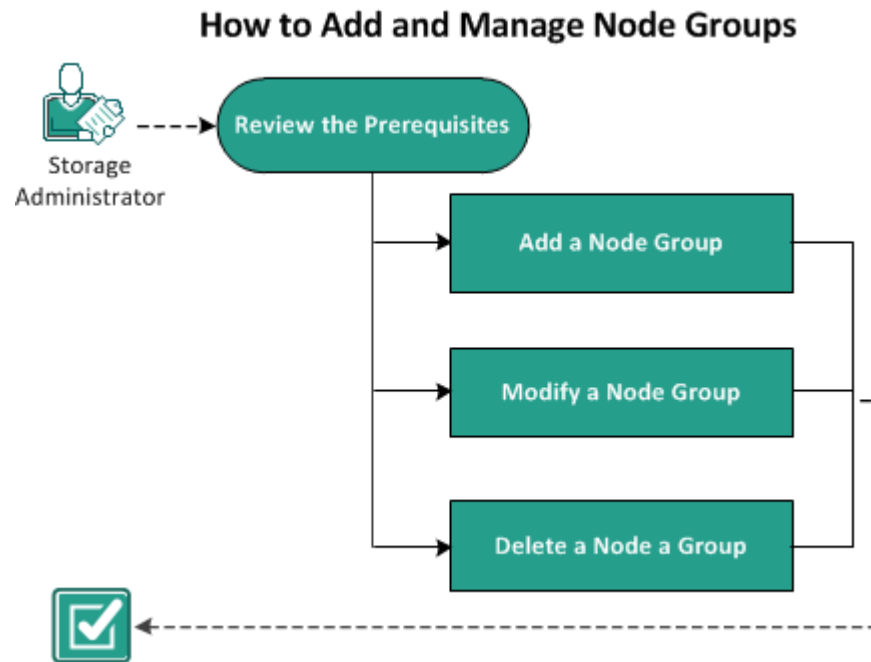 How to Add and Manage Node Groups
Storage
Administrator
Review the Prerequisites
Add a Node Group
Modify a Node Group
Delete a Node a Group